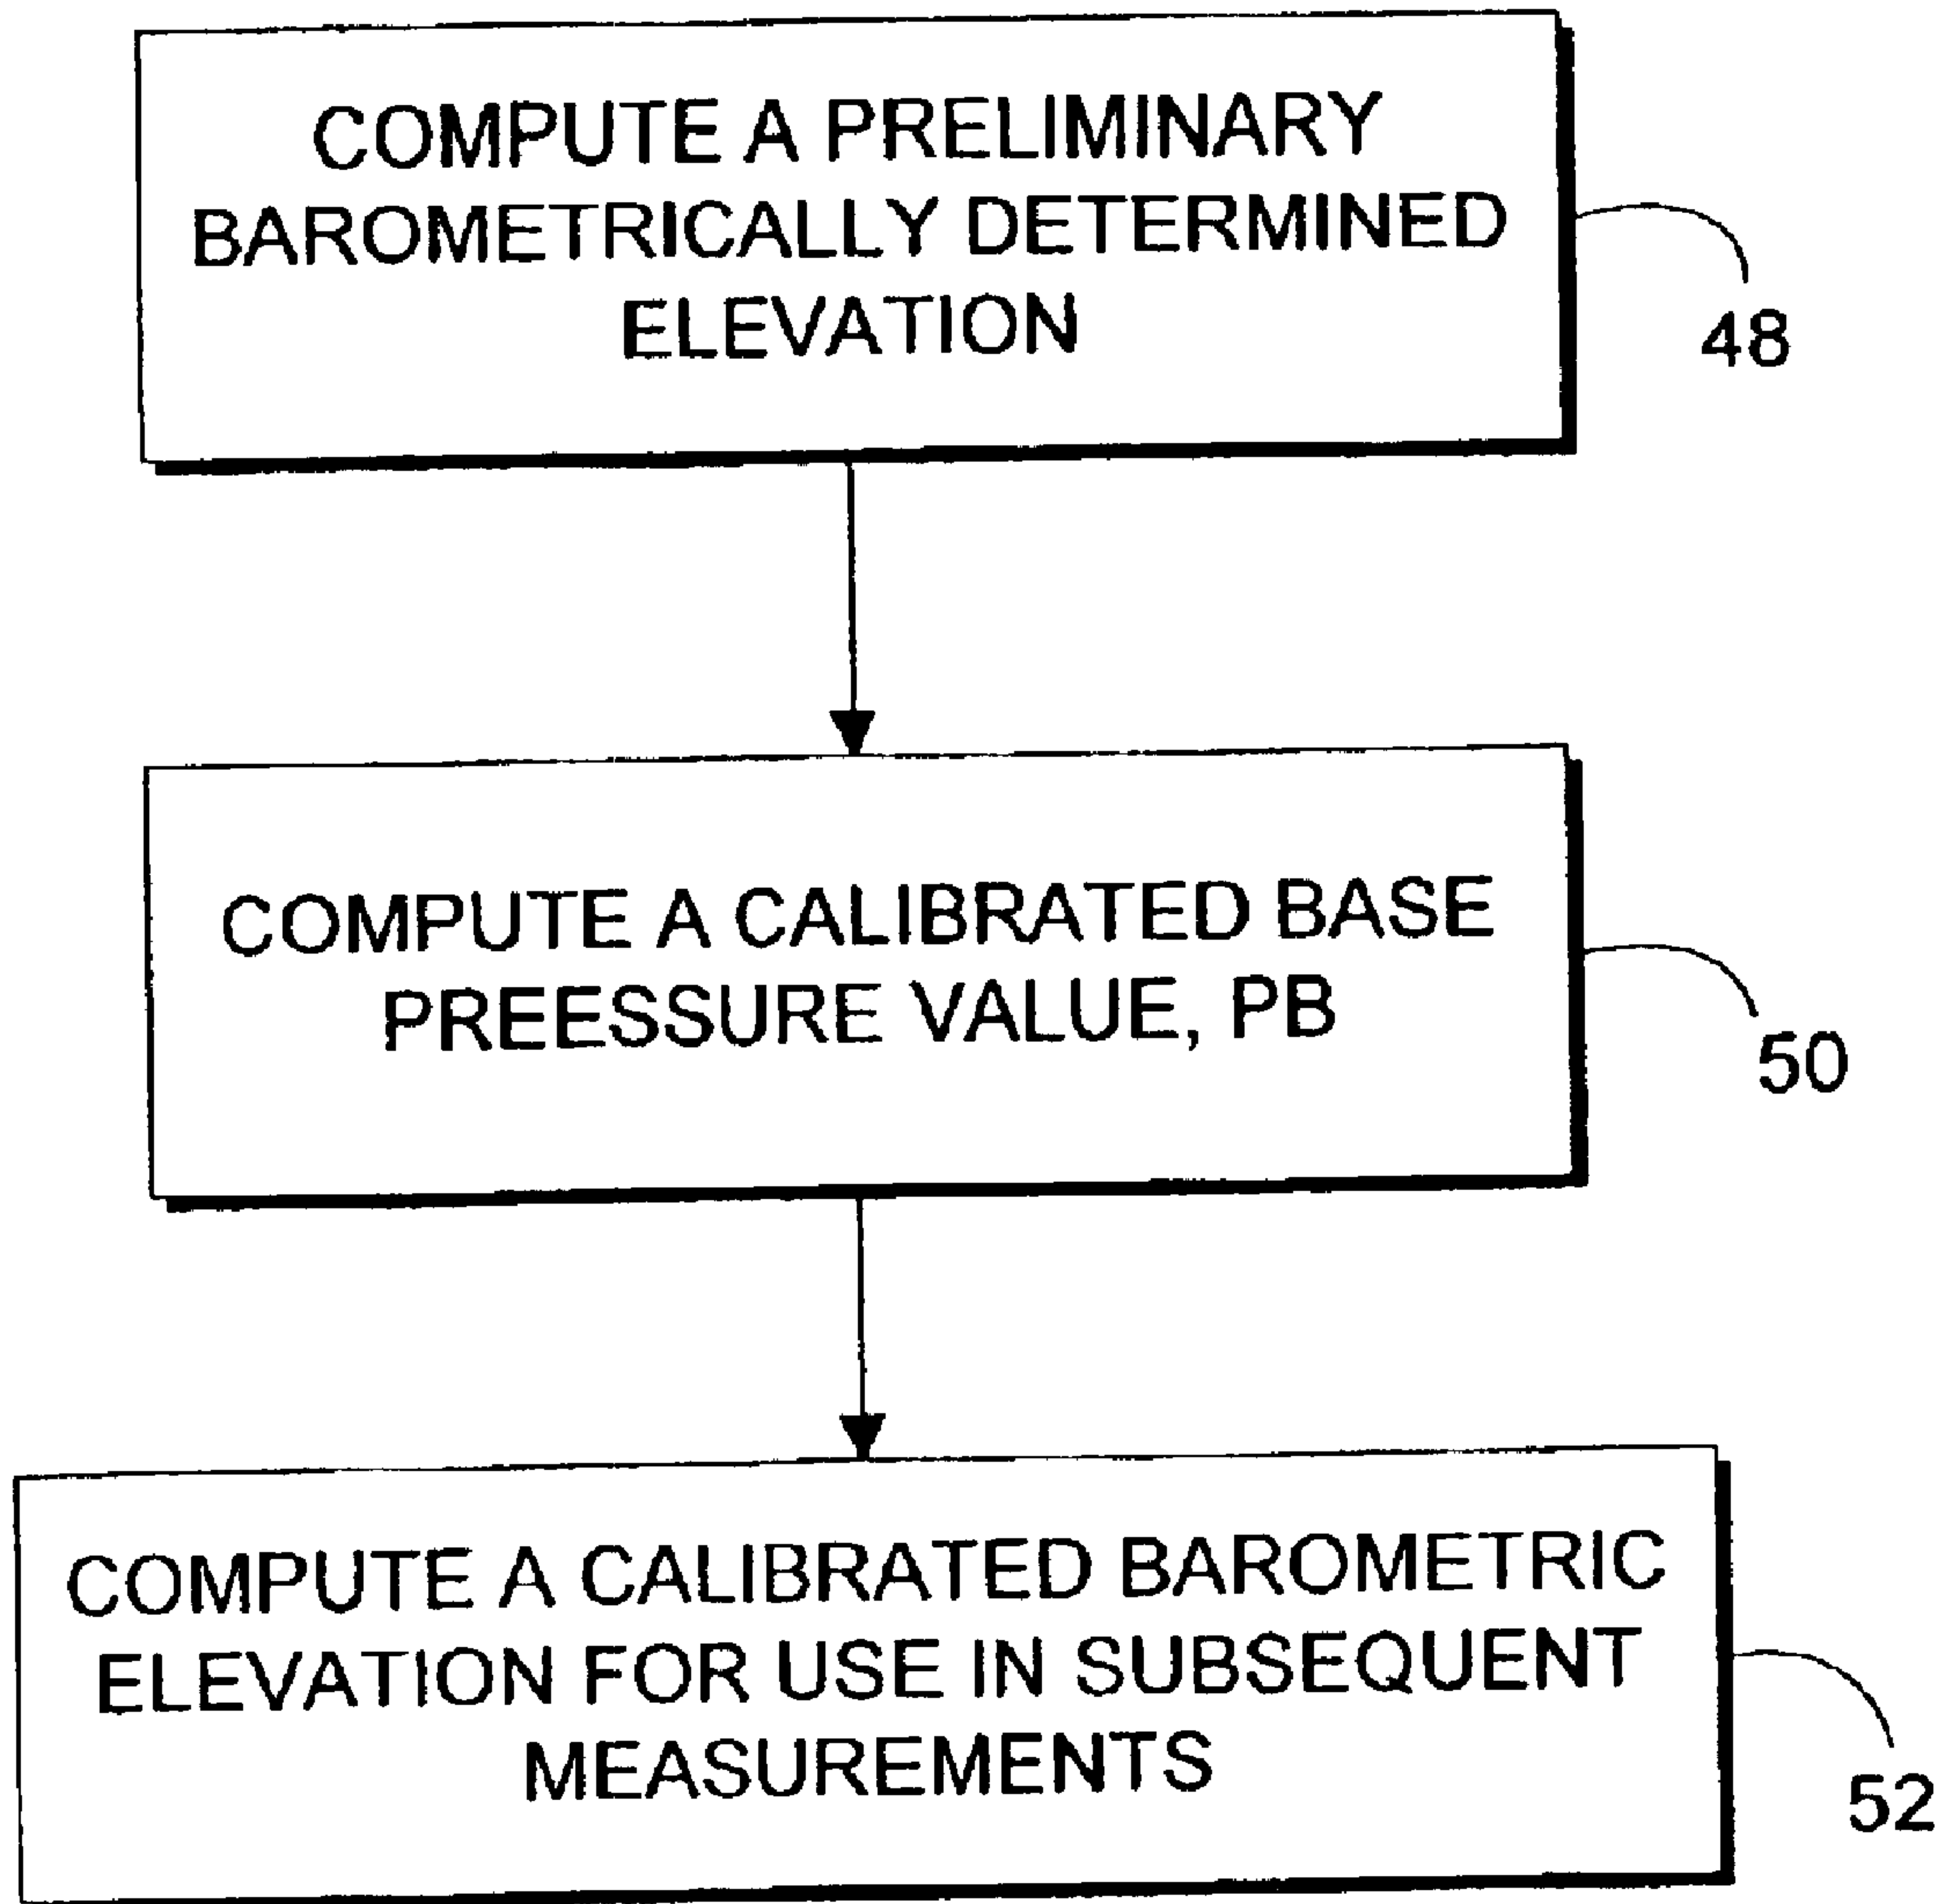 COMPUTE A PRELIMINARY
BAROMETRICALLY DETERMINED
ELEVATION
48
COMPUTE A CALIBRATED BASE
PREESSURE VALUE, PB
50
COMPUTE A CALIBRATED BAROMETRIC
ELEVATION FOR USE IN SUBSEQUENT
MEASUREMENTS
52